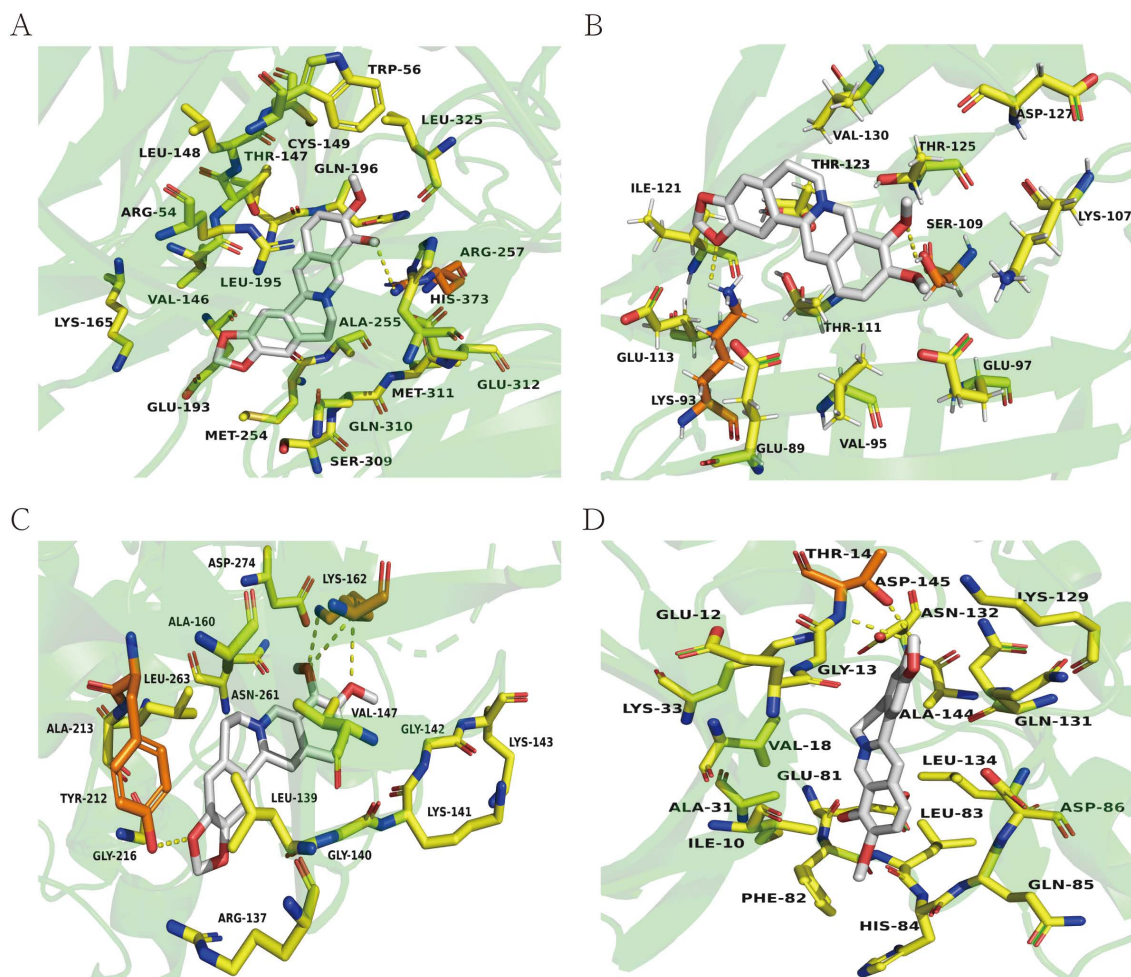 A
TRP-56
LEU-325
CYS-149
LEU-148
THR-147
GLN-196
ARG-54
ARG-257
LEU-195
HIS-373
VAL-146
LYS-165
ALA-255
GLU-312
MET-311
GLU-193
GLN-310
MET-254
SER-309
B
ASP-127
VAL-130
THR-125
THR-123
ILE-121
LYS-107
SER-109
THR-111
GLU-113
GLU-97
LYS-93
VAL-95
GLU-89
C
ASP-274
LYS-162
ALA-160
LEU-263
ASN-261
VAL-147
ALA-213
GLY-142
LYS-143
TYR-212
LEU-139
LYS-141
GLY-216
GLY-140
ARG-137
D
THR-14
ASP-145
LYS-129
GLU-12
ASN-132
GLY-13
LYS-33
ALA-144
GLN-131
VAL-18
LEU-134
GLU-81
ALA-31
LEU-83
ASP-86
ILE-10
GLN-85
PHE-82
HIS-84